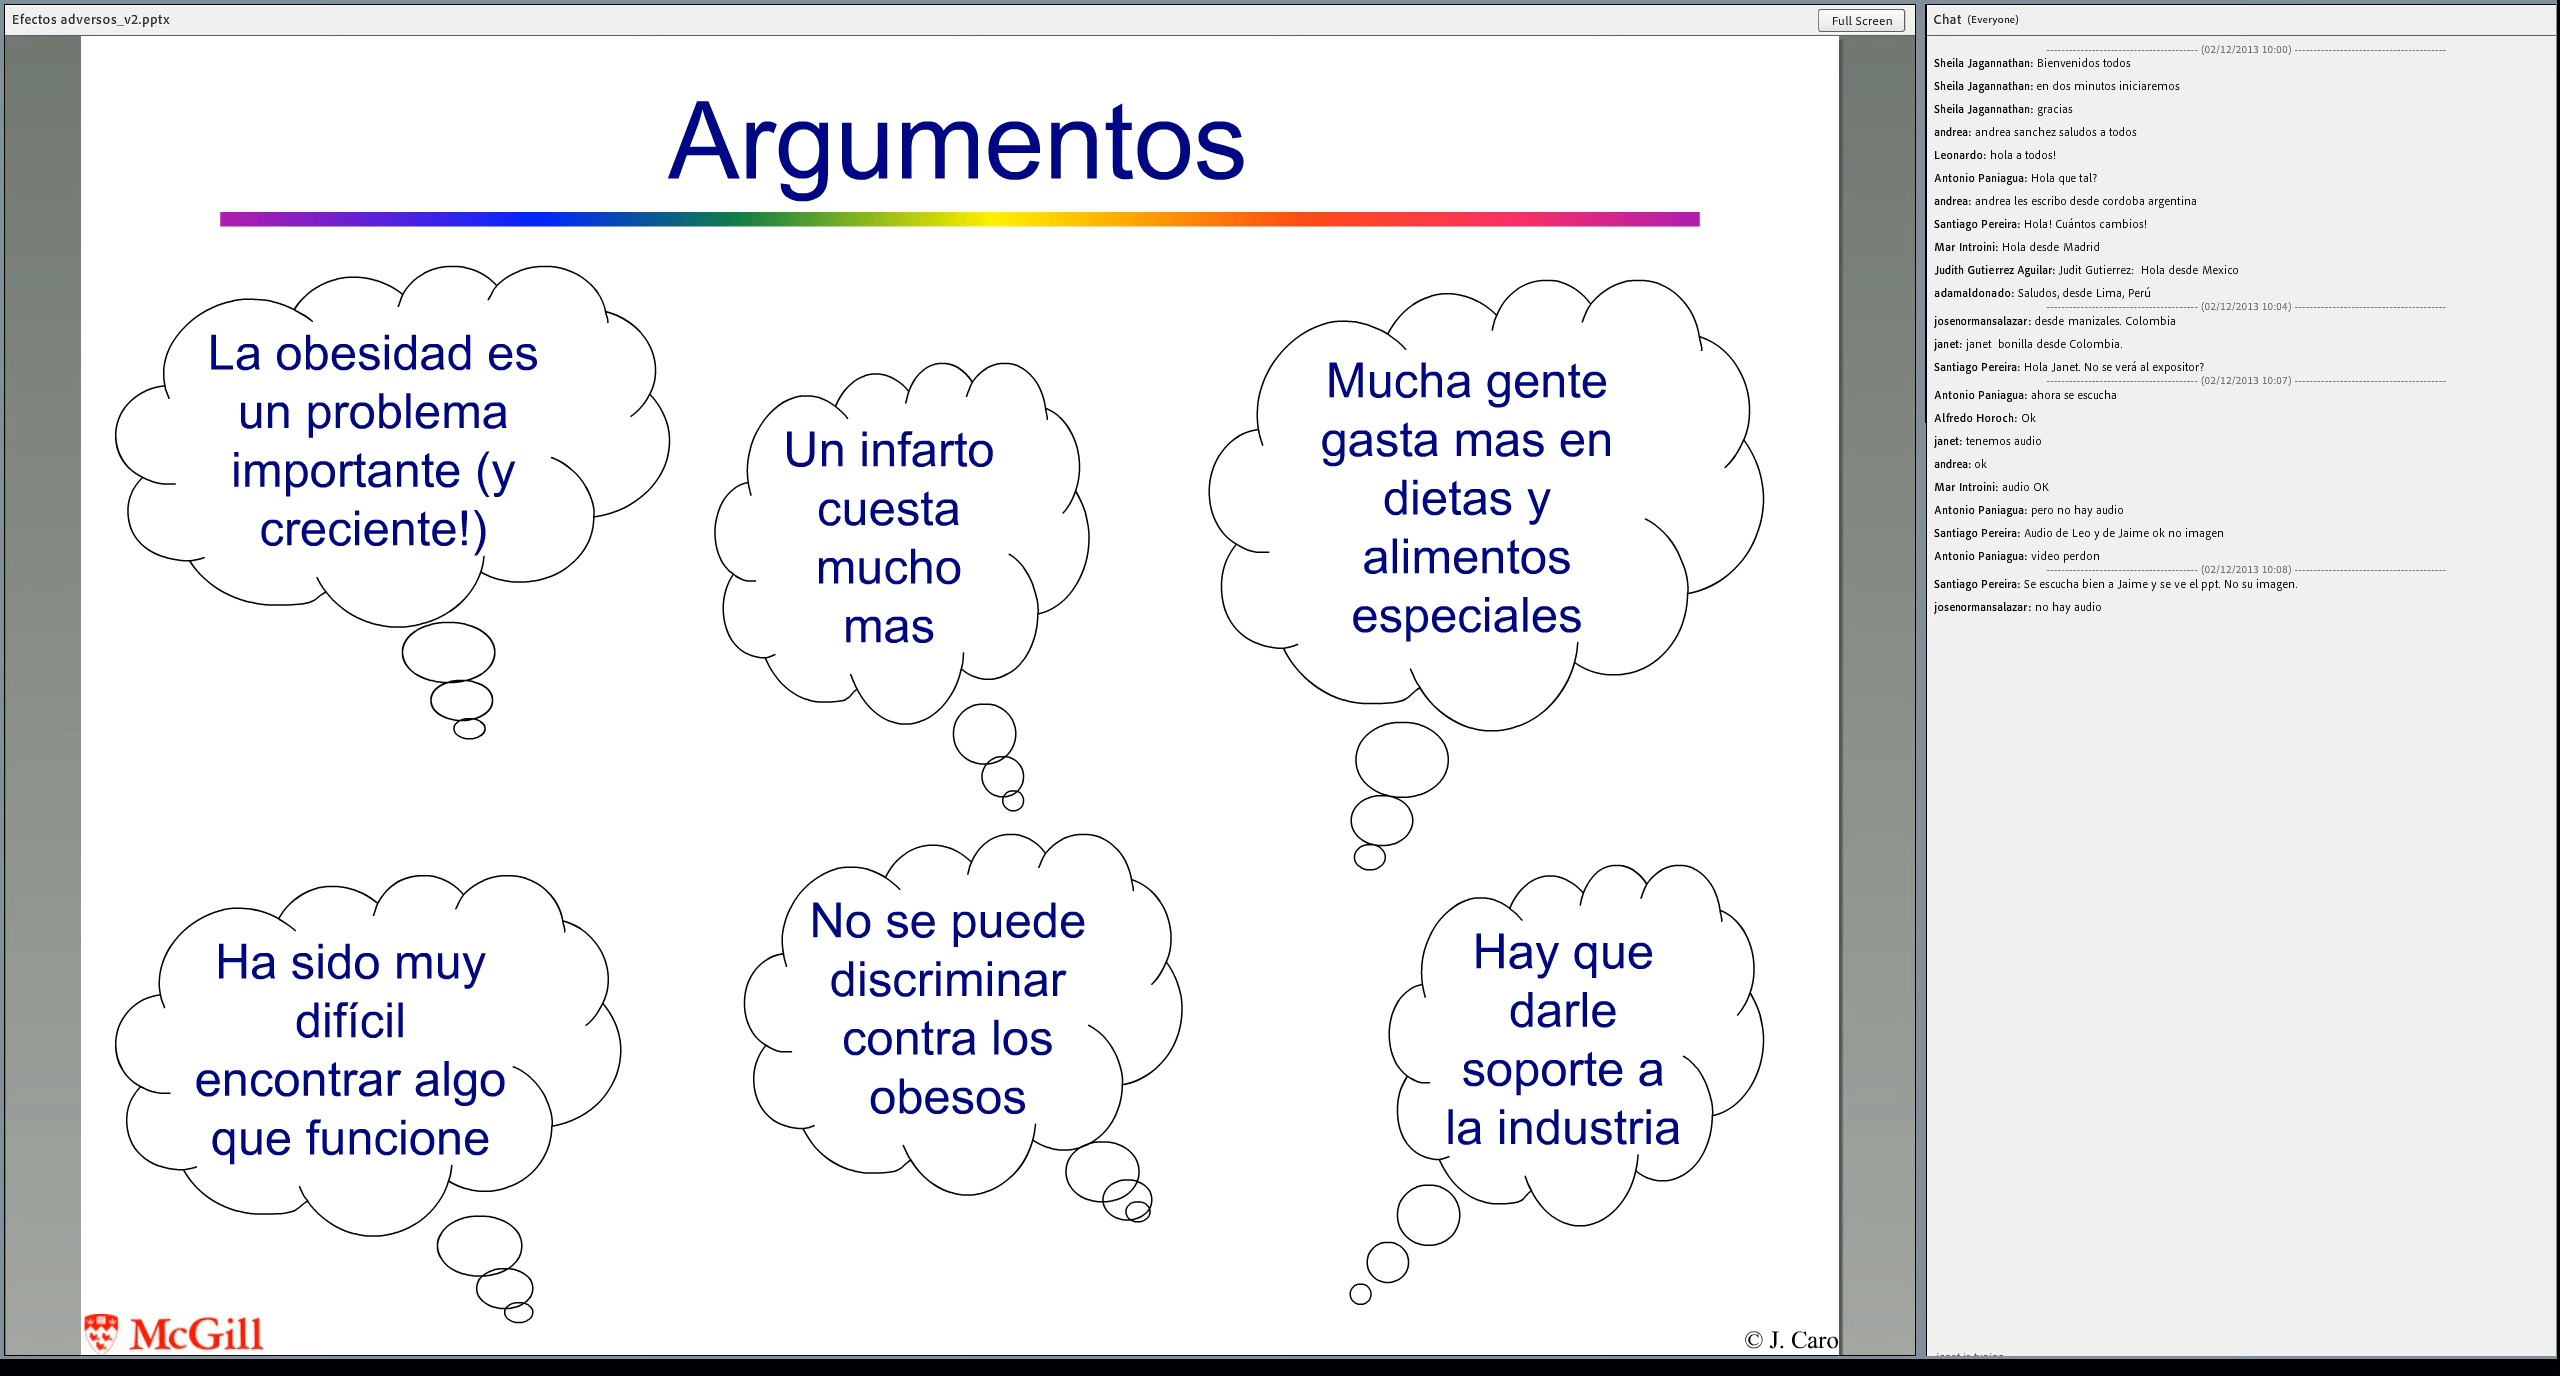 Efectos adversos_v2.pptx
Full Screen
Argumentos
La obesidad es
un problema
importante (y
creciente!)
Un infarto
cuesta
mucho
mas
Mucha gente
gasta mas en
dietas y
alimentos
especiales
Ha sido muy
difícil
encontrar algo
que funcione
No se puede
discriminar
contra los
obesos
Hay que
darle
soporte a
la industria
McGill
© J. Caro
Chat (Everyone)
(02/12/2013 10:00)
Sheila Jagannathan: Bienvenidos todos
Sheila Jagannathan: en dos minutos iniciaremos
Sheila Jagannathan: gracias
andrea: andrea sanchez saludos a todos
Leonardo: hola a todos!
Antonio Paniagua: Hola que tal?
andrea: andrea les escribo desde cordoba argentina
Santiago Pereira: Hola! Cuántos cambios!
Mar Introini: Hola desde Madrid
Judith Gutierrez Aguilar: Judit Gutierrez:  Hola desde Mexico
adamaldonado: Saludos, desde Lima, Perú
(02/12/2013 10:04)
josenormansalazar: desde manizales. Colombia
janet: janet  bonilla desde Colombia.
Santiago Pereira: Hola Janet. No se verá al expositor?
(02/12/2013 10:07)
Antonio Paniagua: ahora se escucha
Alfredo Horoch: Ok
janet: tenemos audio
andrea: ok
Mar Introini: audio OK
Antonio Paniagua: pero no hay audio
Santiago Pereira: Audio de Leo y de Jaime ok no imagen
Antonio Paniagua: video perdon
(02/12/2013 10:08)
Santiago Pereira: Se escucha bien a Jaime y se ve el ppt. No su imagen.
josenormansalazar: no hay audio